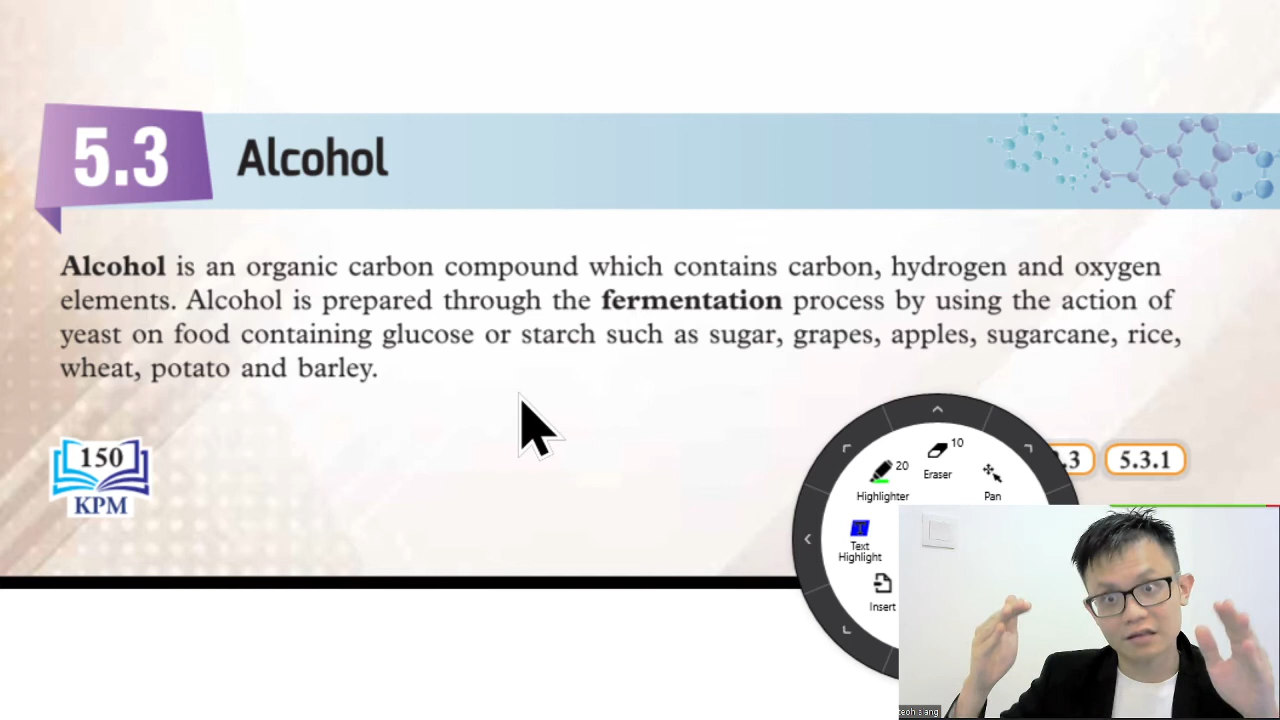 5.3 Alcohol
Alcohol is an organic carbon compound which contains carbon, hydrogen and oxygen
elements. Alcohol is prepared through the fermentation process by using the action of
yeast on food containing glucose or starch such as sugar, grapes, apples, sugarcane, rice,
wheat, potato and barley.
150
KPM
.3
5.3.1
10
Eraser
20
Highlighter
Pan
Text
Highlight
Insert